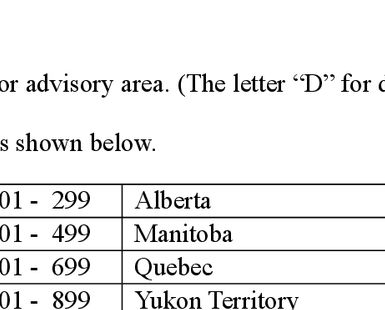 or advisory area. (The letter “D” for d
s shown below.
01 - 299 Alberta
01 - 499 Manitoba
01 - 699 Quebec
01 - 899 Yukon Territory